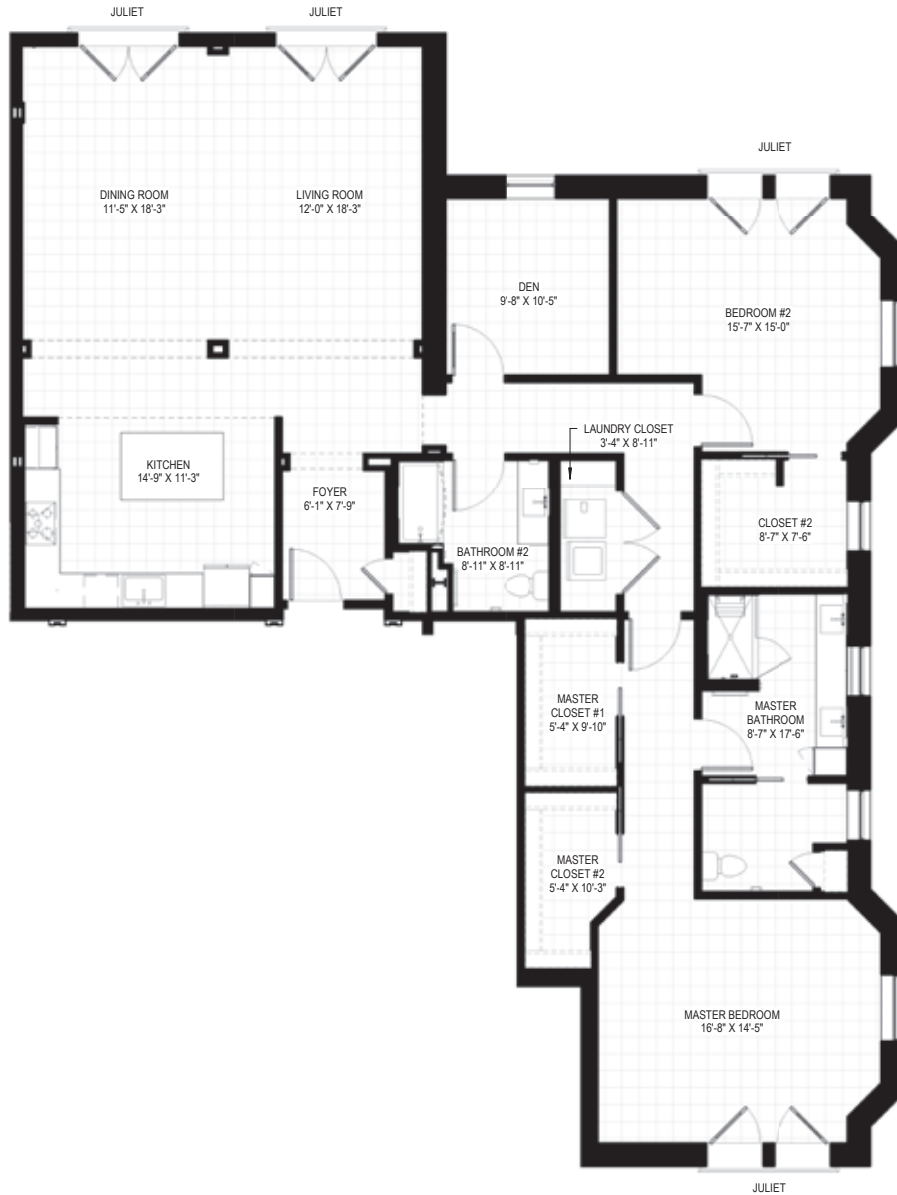 JULIET
JULIET
JULIET
DINING ROOM
11'-5" X 18'-3"
LIVING ROOM
12'-0" X 18'-3"
DEN
9'-8" X 10'-5"
BEDROOM #2
15'-7" X 15'-0"
LAUNDRY CLOSET
3'-4" X 8'-11"
KITCHEN
14'-9" X 11'-3"
FOYER
6'-1" X 7'-9"
BATHROOM #2
8'-11" X 8'-11"
CLOSET #2
8'-7" X 7'-6"
MASTER
CLOSET #1
5'-4" X 9'-10"
MASTER
BATHROOM
8'-7" X 17'-6"
MASTER
CLOSET #2
5'-4" X 10'-3"
MASTER BEDROOM
16'-8" X 14'-5"
JULIET